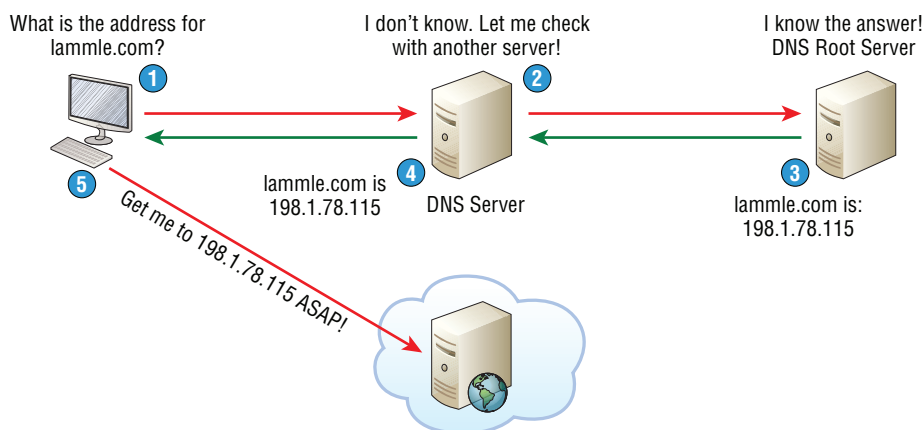 What is the address for
lammle.com?
1
I don’t know. Let me check
with another server!
2
I know the answer!
DNS Root Server
3
lammle.com is:
198.1.78.115
4
lammle.com is
198.1.78.115
DNS Server
5
Get me to 198.1.78.115 ASAP!